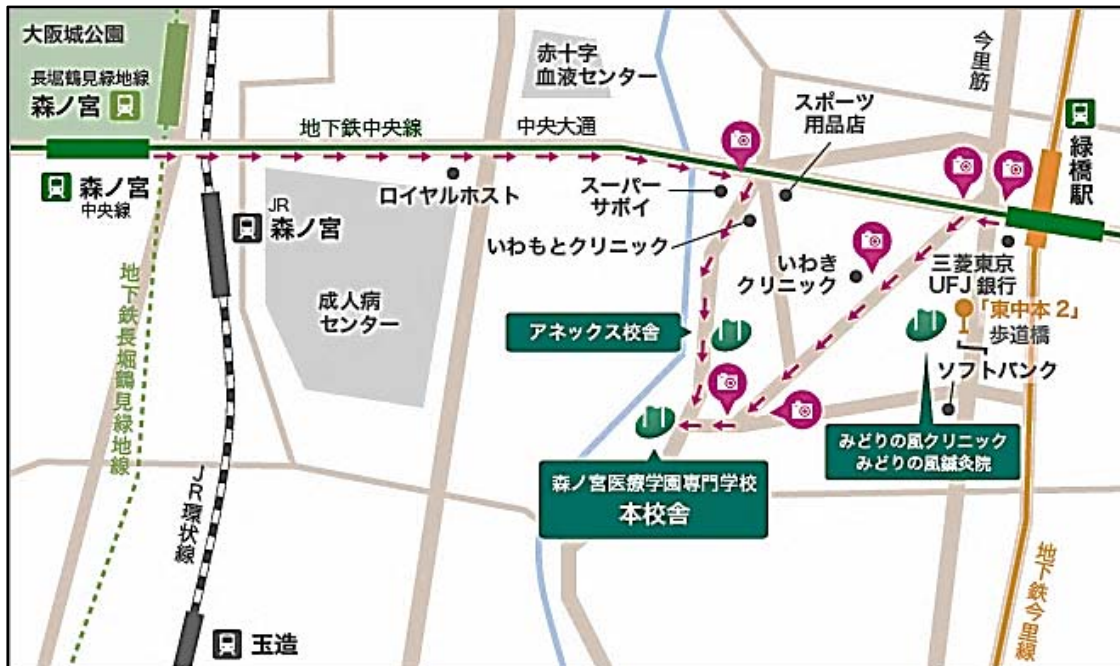 大阪城公園
長堀鶴見緑地線
森ノ宮
森ノ宮
中央線
地下鉄中央線
中央大通
赤十字
血液センター
スポーツ
用品店
今里筋
緑橋駅
ロイヤルホスト
スーパー
サボイ
いわもとクリニック
JR
森ノ宮
成人病
センター
いわき
クリニック
三菱東京
UFJ銀行
「東中本2」
歩道橋
ソフトバンク
アネックス校舎
みどりの風クリニック
みどりの風鍼灸院
森ノ宮医療学園専門学校
本校舎
地下鉄長堀鶴見緑地線
JR環状線
玉造
地下鉄今里線